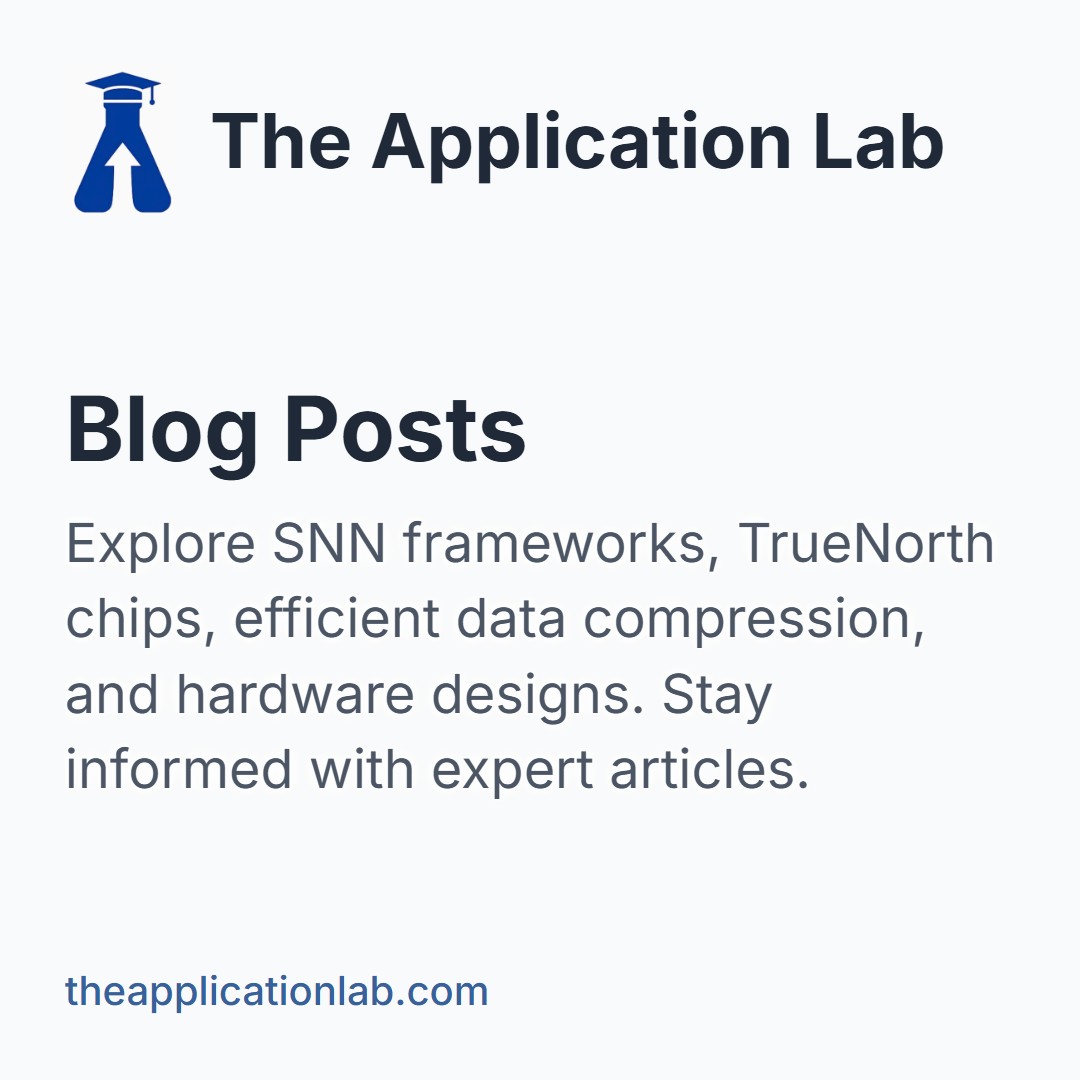 The Application Lab
Blog Posts
Explore SNN frameworks, TrueNorth
chips, efficient data compression,
and hardware designs. Stay
informed with expert articles.
theapplicationlab.com